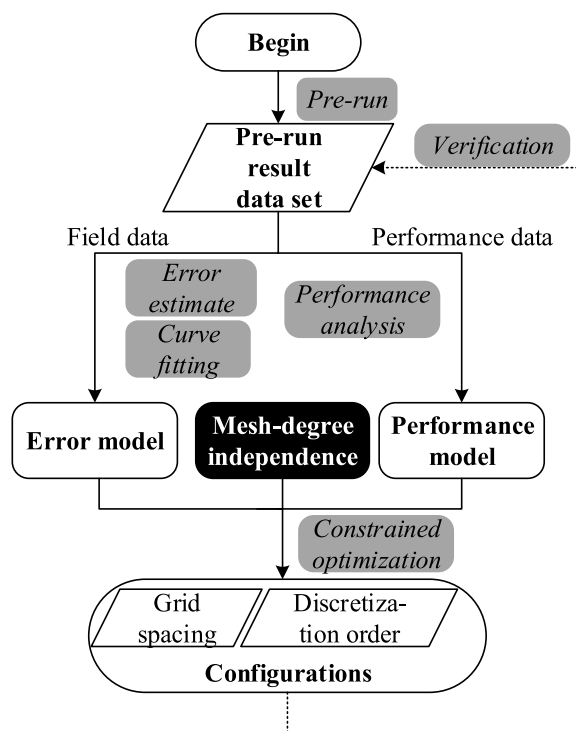 Begin
Pre-run
Verification
Pre-run
result
data set
Field data
Performance data
Error
estimate
Curve
fitting
Performance
analysis
Error model
Mesh-degree
independence
Performance
model
Constrained
optimization
Grid
spacing
Discretiza-
tion order
Configurations